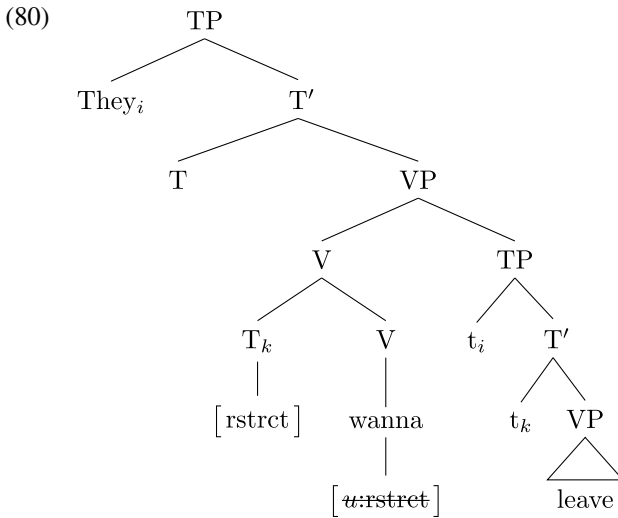 (80) TP
They_i T′
T VP
V TP
T_k V t_i T′
[rstrct] wanna t_k VP
[u:rstrct] leave